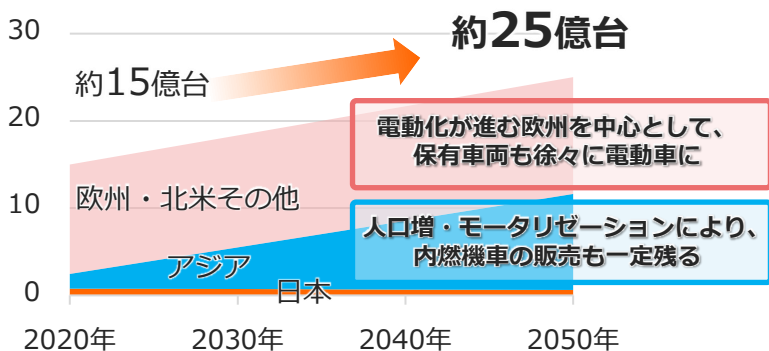 30
約25億台
約15億台
20
電動化が進む欧州を中心として、
保有車両も徐々に電動車に
欧州・北米その他
10
人口増・モータリゼーションにより、
内燃機車の販売も一定残る
アジア
日本
0
2020年 2030年 2040年 2050年